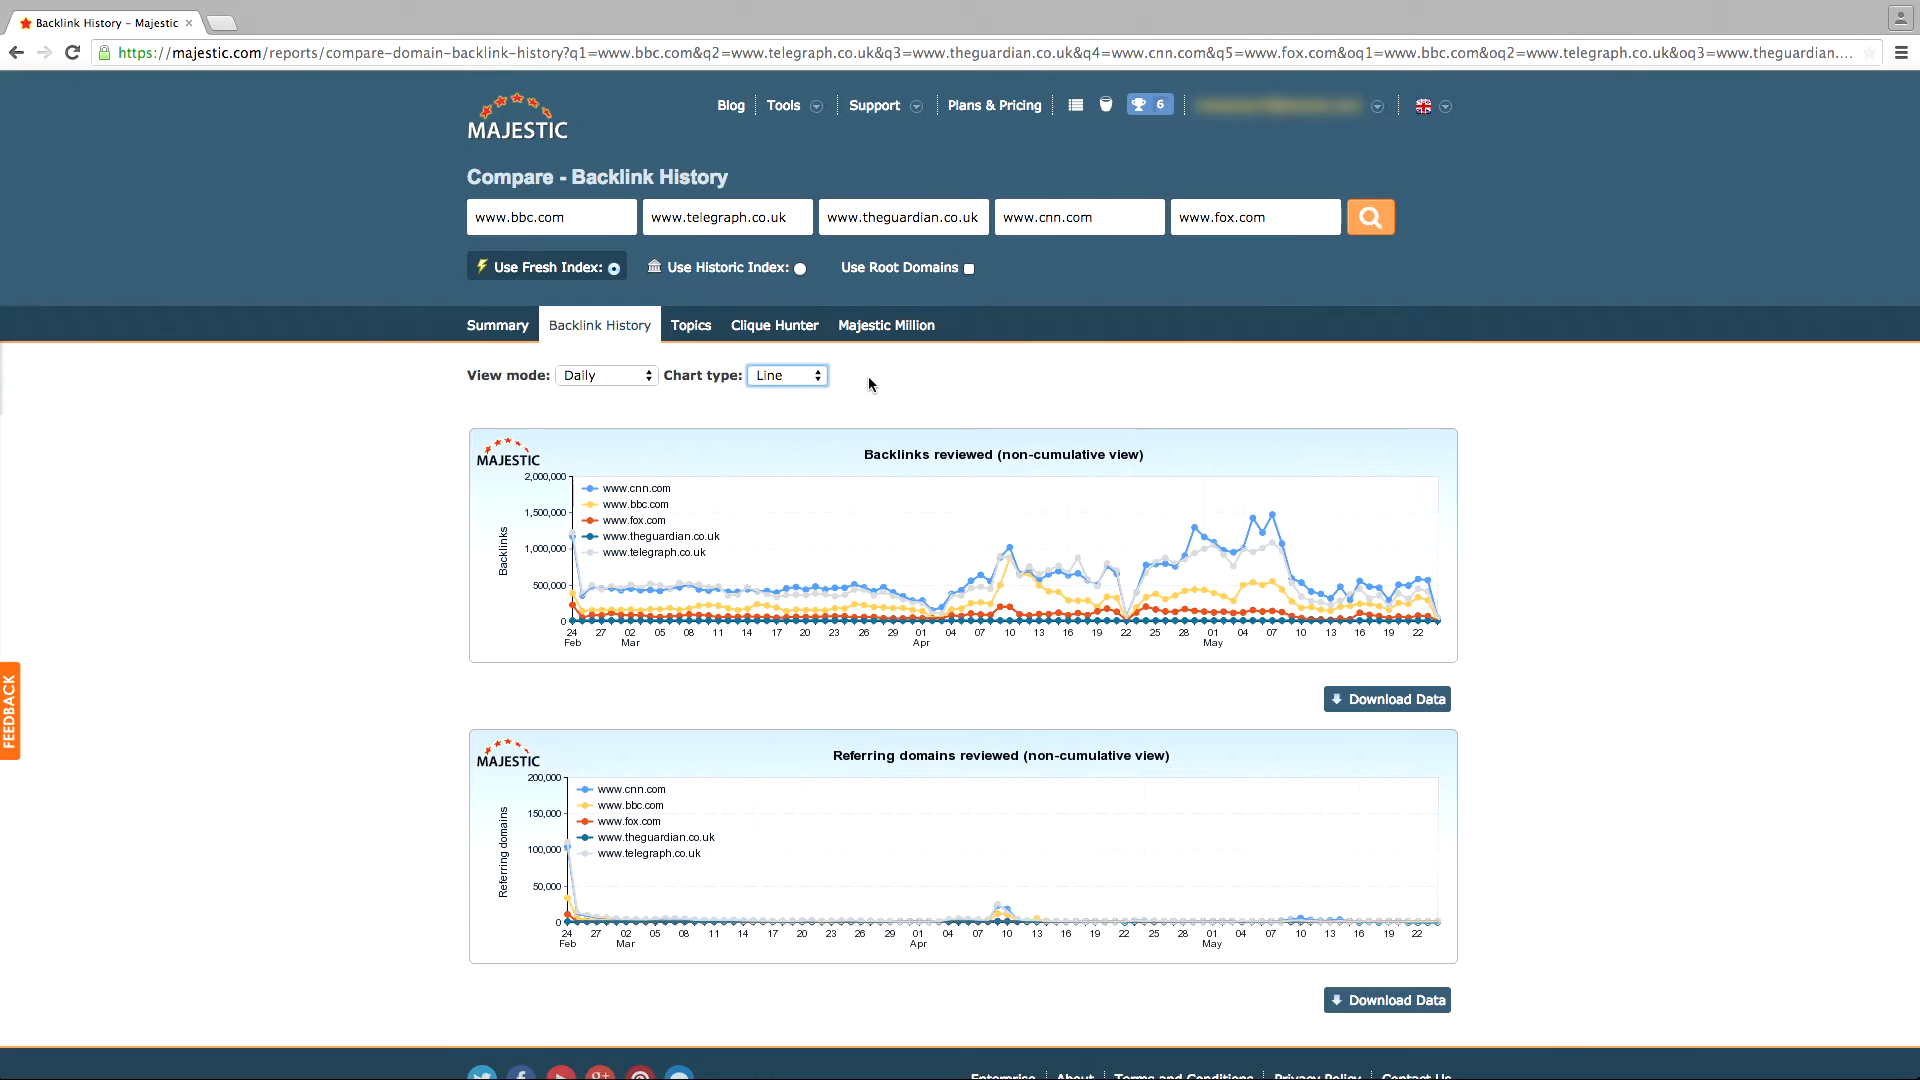 Backlink History - Majestic ×
https://majestic.com/reports/compare-domain-backlink-history?q1=www.bbc.com&q2=www.telegraph.co.uk&q3=www.theguardian.co.uk&q4=www.cnn.com&q5=www.fox.com&oq1=www.bbc.com&oq2=www.telegraph.co.uk&oq3=www.theguardian....
MAJESTIC
Blog Tools Support Plans & Pricing 6
Compare - Backlink History
www.bbc.com www.telegraph.co.uk www.theguardian.co.uk www.cnn.com www.fox.com
Use Fresh Index: Use Historic Index: Use Root Domains
Summary Backlink History Topics Clique Hunter Majestic Million
View mode: Daily Chart type: Line
MAJESTIC
Backlinks reviewed (non-cumulative view)
2,000,000
1,500,000
1,000,000
500,000
0
Backlinks
www.cnn.com
www.bbc.com
www.fox.com
www.theguardian.co.uk
www.telegraph.co.uk
24 27 02 05 08 11 14 17 20 23 26 29 01 04 07 10 13 16 19 22 25 28 01 04 07 10 13 16 19 22
Feb Mar Apr May
Download Data
FEEDBACK
MAJESTIC
Referring domains reviewed (non-cumulative view)
200,000
150,000
100,000
50,000
0
Referring domains
www.cnn.com
www.bbc.com
www.fox.com
www.theguardian.co.uk
www.telegraph.co.uk
24 27 02 05 08 11 14 17 20 23 26 29 01 04 07 10 13 16 19 22 25 28 01 04 07 10 13 16 19 22
Feb Mar Apr May
Download Data
Enterprise About Terms and Conditions Privacy Policy Contact Us